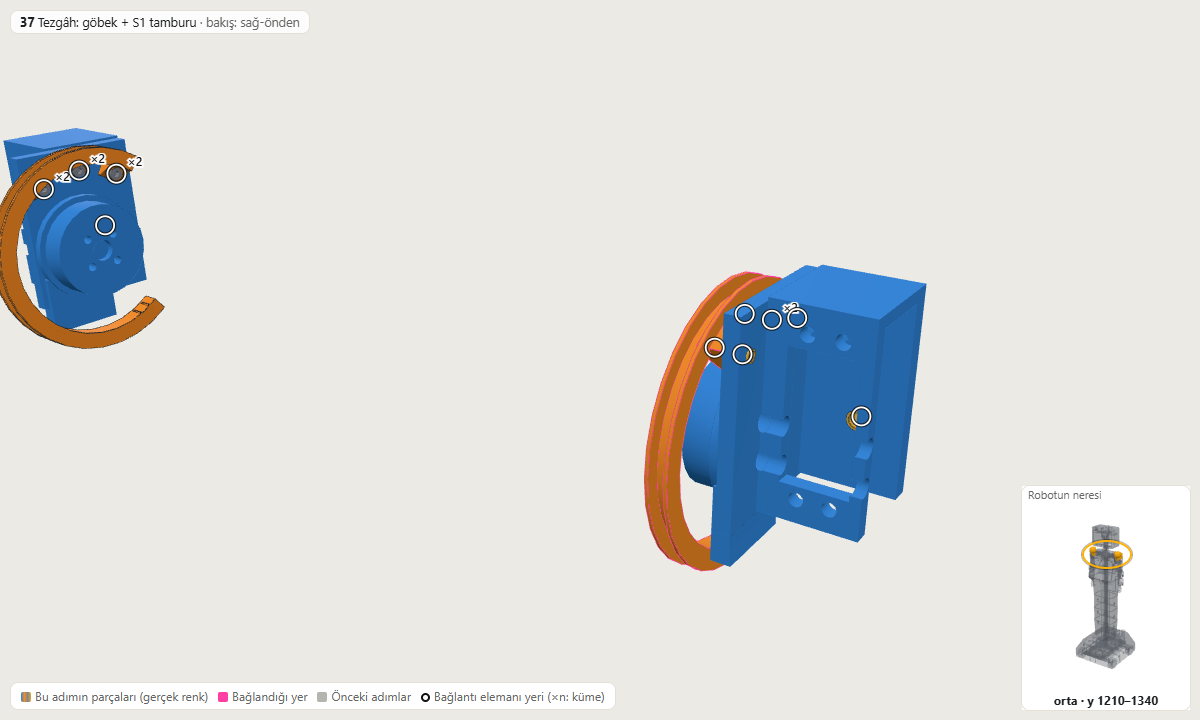 37 Tezgâh: göbek + S1 tamburu · bakış: sağ-önden
×2
×2
×2
×2
Robotun neresi
orta · y 1210–1340
Bu adımın parçaları (gerçek renk)
Bağlandığı yer
Önceki adımlar
Bağlantı elemanı yeri (×n: küme)